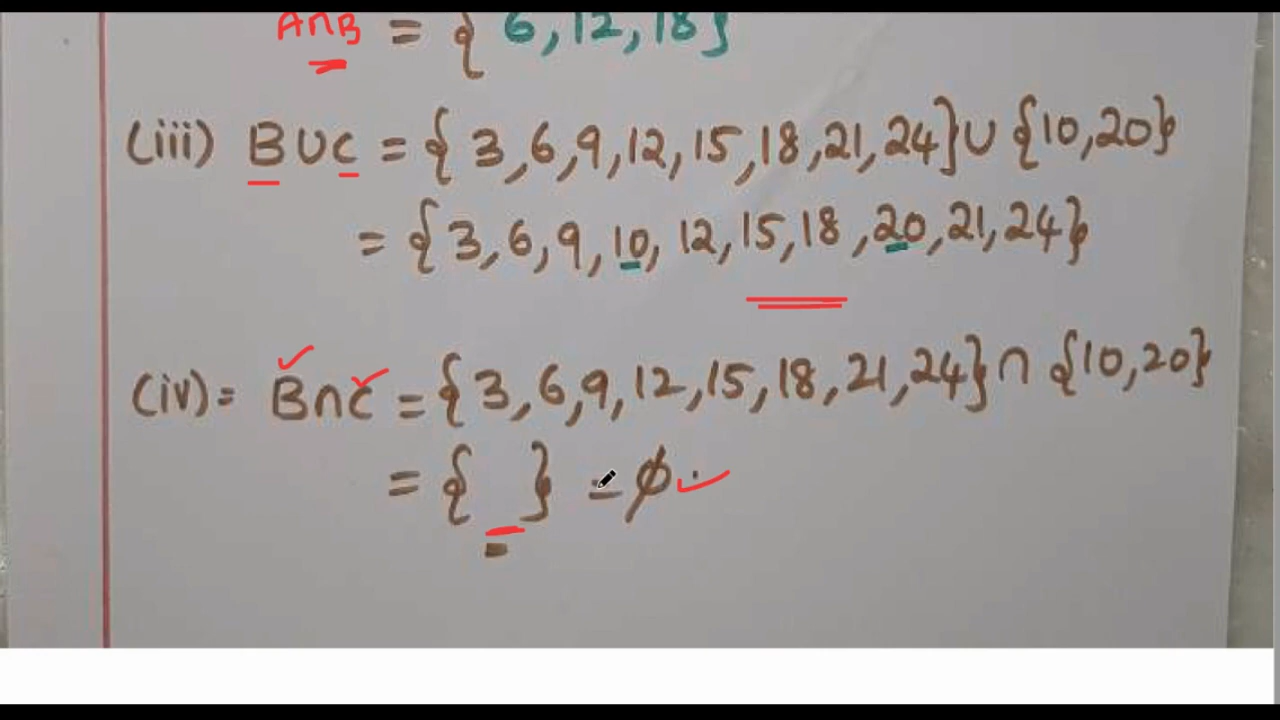 A∩B = {6,12,18}
(iii) B∪C = {3,6,9,12,15,18,21,24}∪{10,20}
= {3,6,9,10,12,15,18,20,21,24}
(iv)= B∩C = {3,6,9,12,15,18,21,24}∩{10,20}
= { } = ϕ.